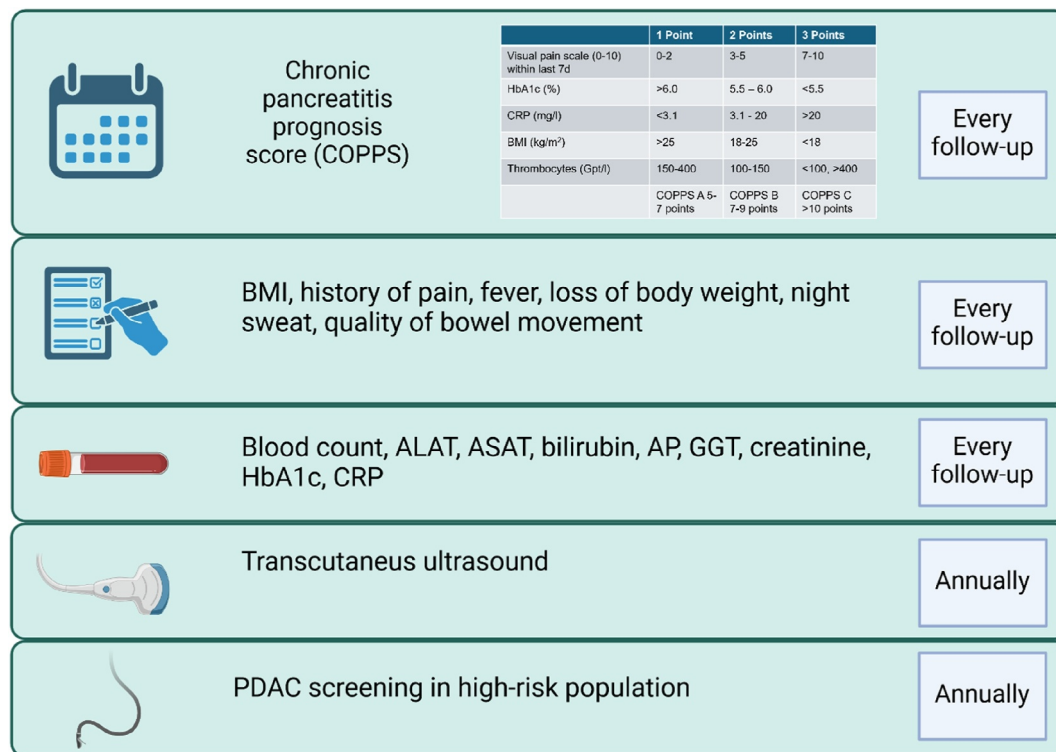 Chronic
pancreatitis
prognosis
score (COPPS)
1 Point 2 Points 3 Points
Visual pain scale (0-10)
within last 7d
0-2 3-5 7-10
HbA1c (%) >6.0 5.5 – 6.0 <5.5
CRP (mg/l) <3.1 3.1 - 20 >20
BMI (kg/m²) >25 18-25 <18
Thrombocytes (Gpt/l) 150-400 100-150 <100, >400
COPPS A 5- COPPS B COPPS C
7 points 7-9 points >10 points
Every
follow-up
BMI, history of pain, fever, loss of body weight, night
sweat, quality of bowel movement
Every
follow-up
Blood count, ALAT, ASAT, bilirubin, AP, GGT, creatinine,
HbA1c, CRP
Every
follow-up
Transcutaneus ultrasound
Annually
PDAC screening in high-risk population
Annually